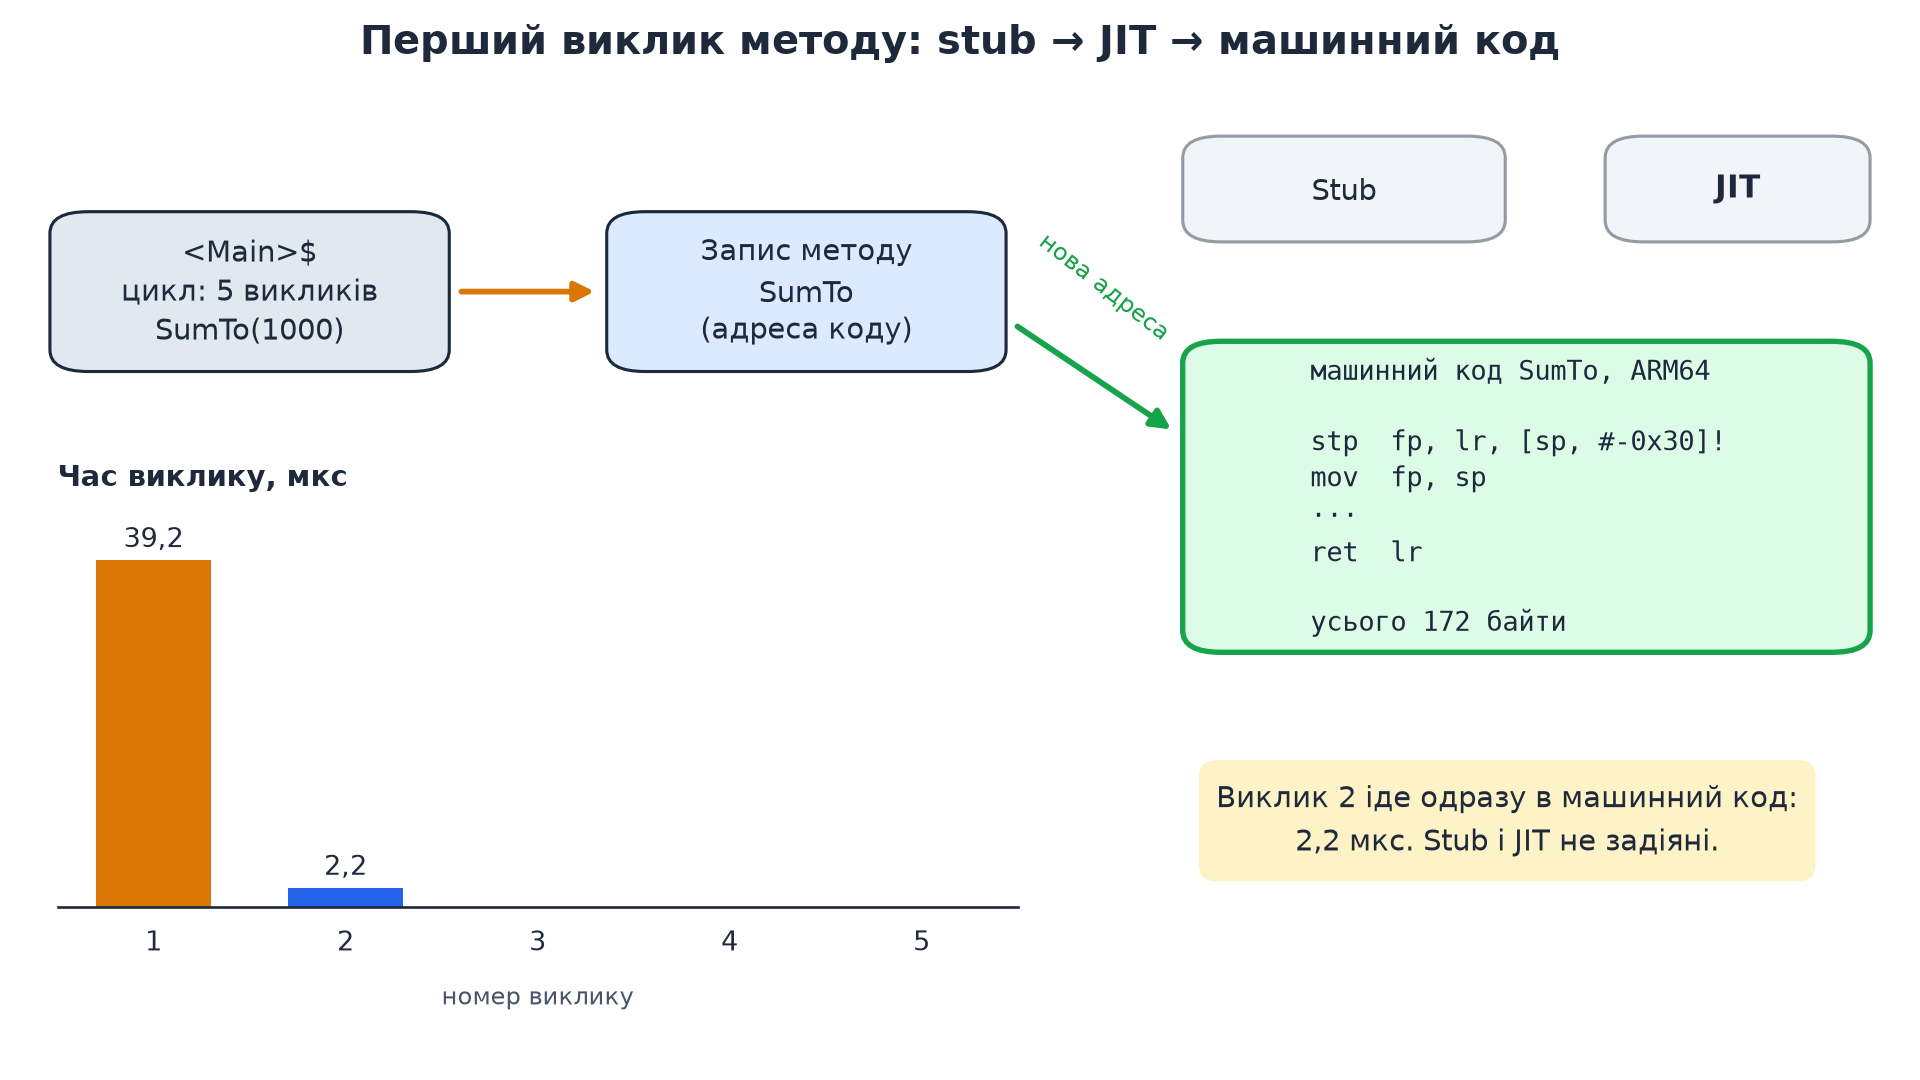 Перший виклик методу: stub → JIT → машинний код
Stub
JIT
<Main>$
цикл: 5 викликів
SumTo(1000)
Запис методу
SumTo
(адреса коду)
нова адреса
машинний код SumTo, ARM64
stp  fp, lr, [sp, #-0x30]!
mov  fp, sp
...
ret  lr
усього 172 байти
Час виклику, мкс
39,2
2,2
1
2
3
4
5
номер виклику
Виклик 2 іде одразу в машинний код:
2,2 мкс. Stub і JIT не задіяні.